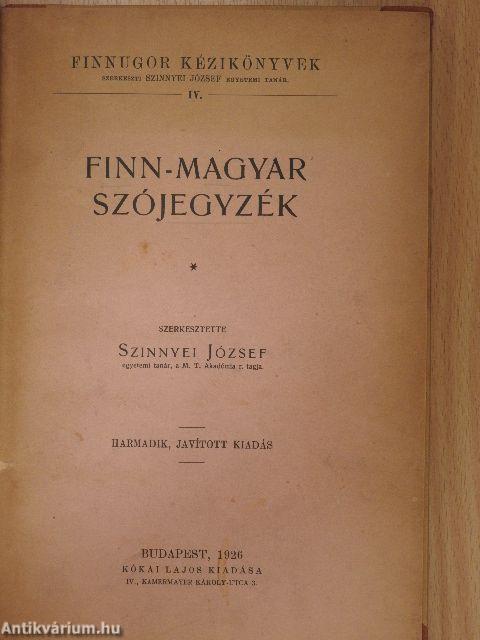 FINNUGOR KÉZIKÖNYVEK
SZERKESZTI SZINNYEI JÓZSEF EGYETEMI TANÁR.
IV.
FINN-MAGYAR
SZÓJEGYZÉK
*
SZERKESZTETTE
SZINNYEI JÓZSEF
egyetemi tanár, a M. T. Akadémia r. tagja.
HARMADIK, JAVÍTOTT KIADÁS
BUDAPEST, 1926
KÓKAI LAJOS KIADÁSA
IV., KAMERMAYER KÁROLY-UTCA 3.
Antikvárium.hu